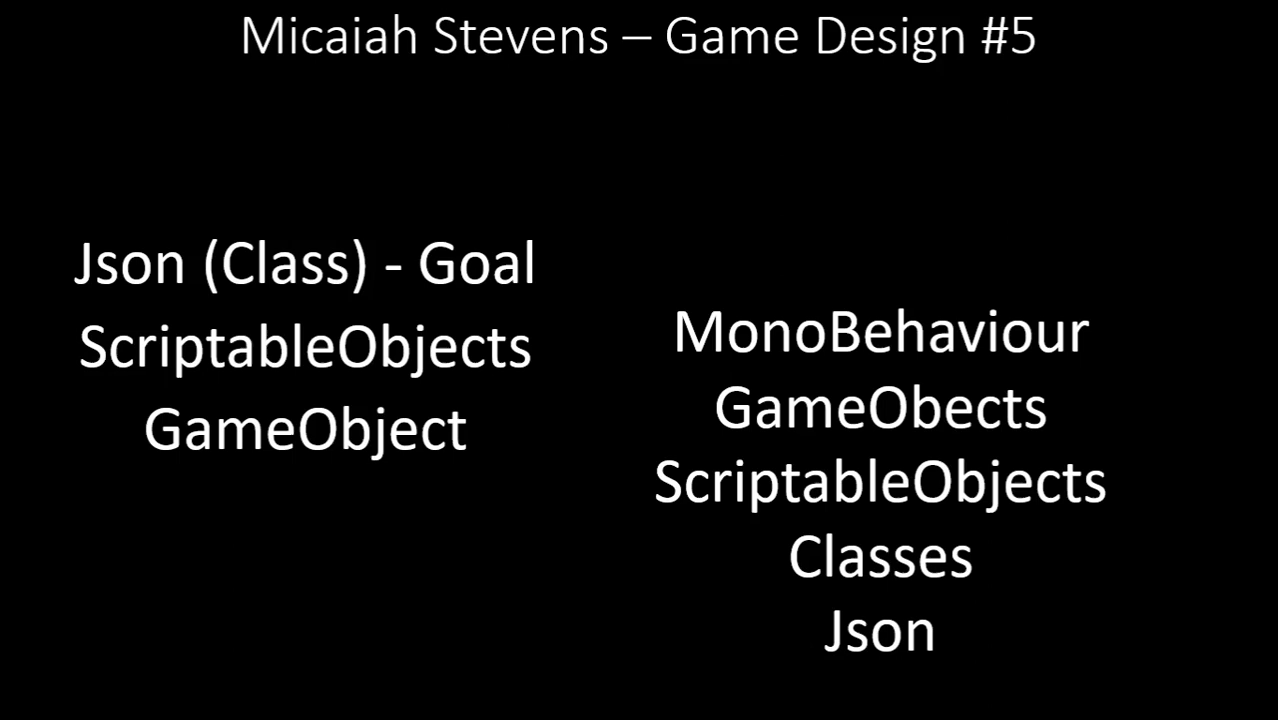 Micaiah Stevens – Game Design #5
Json (Class) - Goal
ScriptableObjects
GameObject
MonoBehaviour
GameObects
ScriptableObjects
Classes
Json